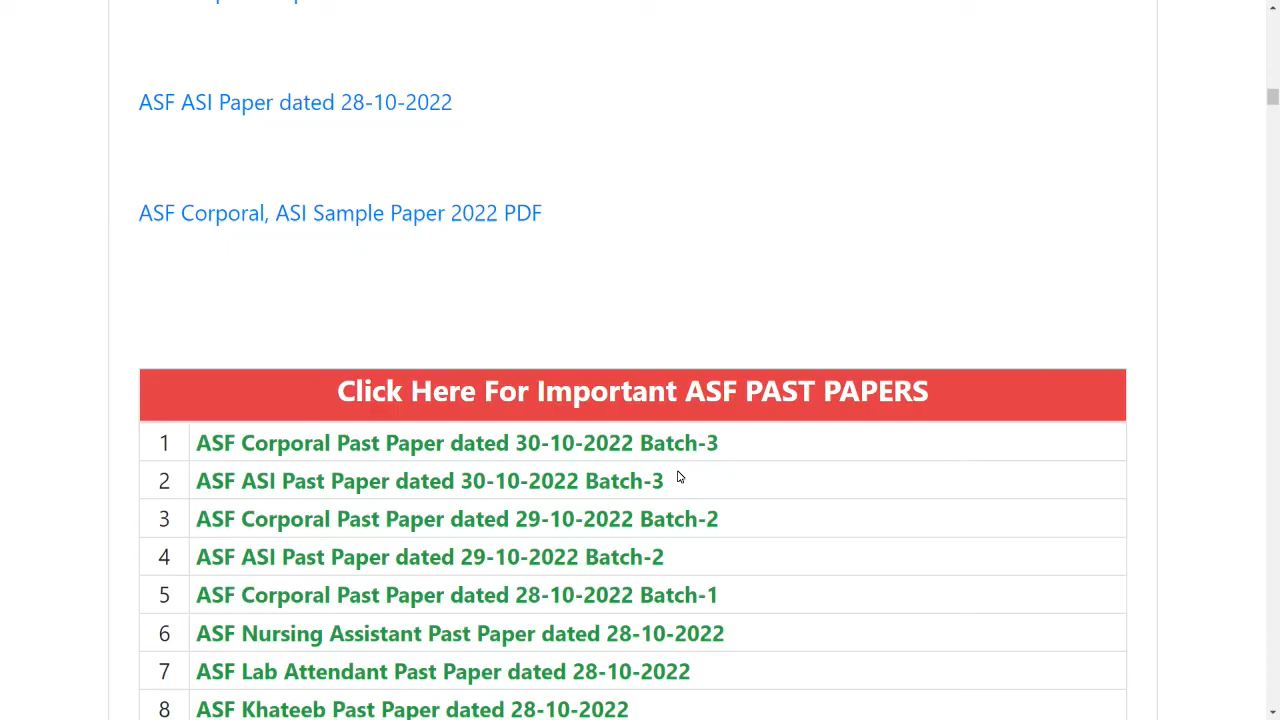 ASF ASI Paper dated 28-10-2022
ASF Corporal, ASI Sample Paper 2022 PDF
Click Here For Important ASF PAST PAPERS
1 ASF Corporal Past Paper dated 30-10-2022 Batch-3
2 ASF ASI Past Paper dated 30-10-2022 Batch-3
3 ASF Corporal Past Paper dated 29-10-2022 Batch-2
4 ASF ASI Past Paper dated 29-10-2022 Batch-2
5 ASF Corporal Past Paper dated 28-10-2022 Batch-1
6 ASF Nursing Assistant Past Paper dated 28-10-2022
7 ASF Lab Attendant Past Paper dated 28-10-2022
8 ASF Khateeb Past Paper dated 28-10-2022